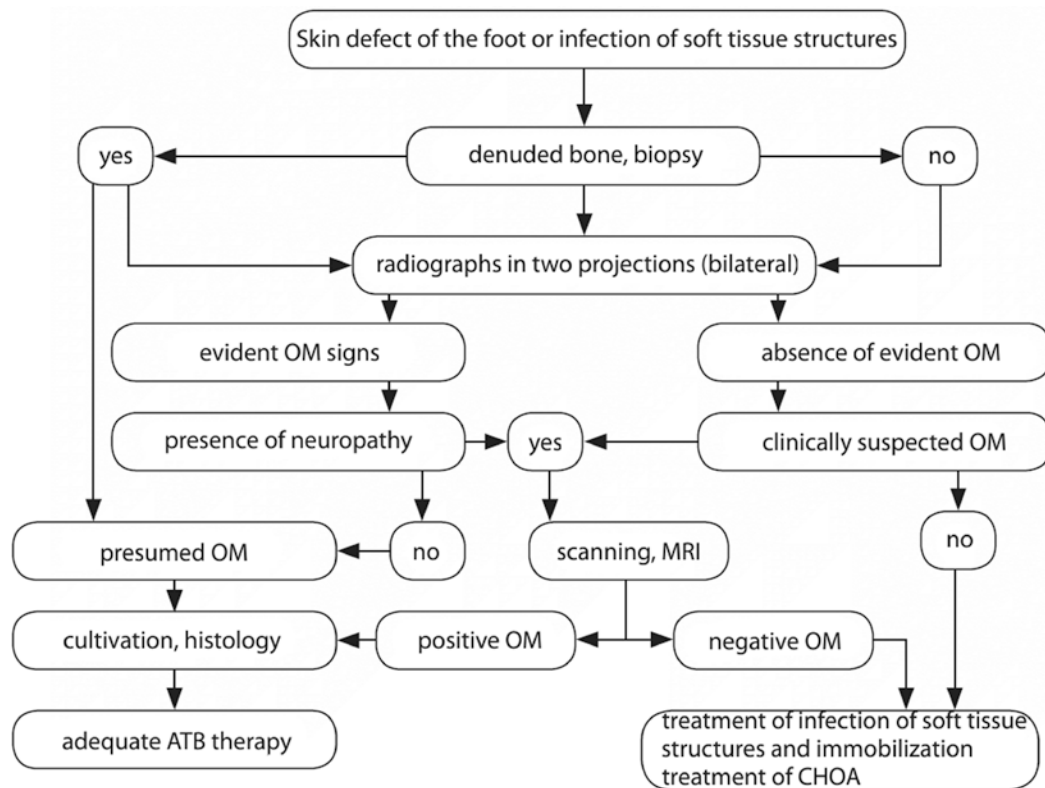 Skin defect of the foot or infection of soft tissue structures
yes
denuded bone, biopsy
no
radiographs in two projections (bilateral)
evident OM signs
absence of evident OM
presence of neuropathy
yes
clinically suspected OM
presumed OM
no
scanning, MRI
no
cultivation, histology
positive OM
negative OM
adequate ATB therapy
treatment of infection of soft tissue
structures and immobilization
treatment of CHOA